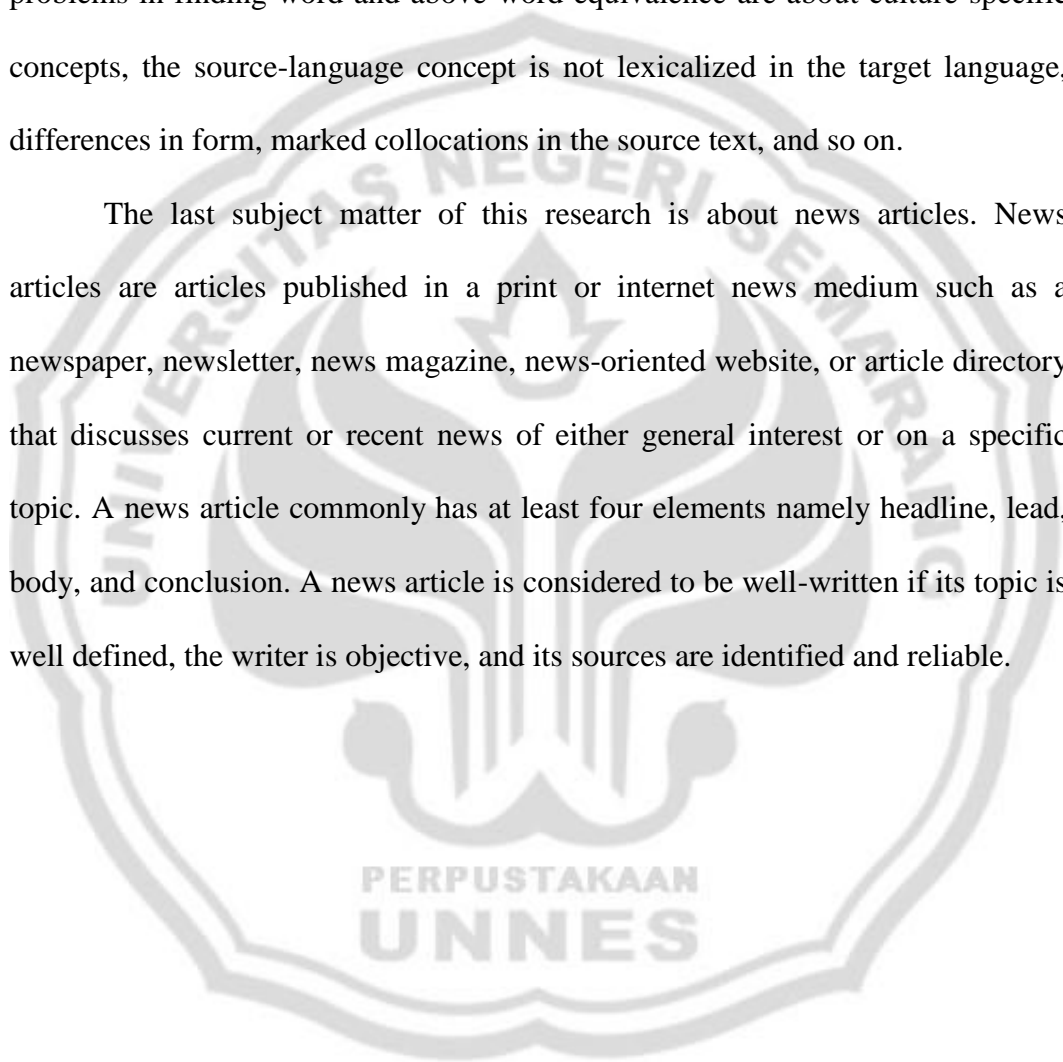 problems in finding word and above word equivalence are about culture specific
concepts, the source-language concept is not lexicalized in the target language,
differences in form, marked collocations in the source text, and so on.
The last subject matter of this research is about news articles. News
articles are articles published in a print or internet news medium such as a
newspaper, newsletter, news magazine, news-oriented website, or article directory
that discusses current or recent news of either general interest or on a specific
topic. A news article commonly has at least four elements namely headline, lead,
body, and conclusion. A news article is considered to be well-written if its topic is
well defined, the writer is objective, and its sources are identified and reliable.
UNIVERSITAS NEGERI SEMARANG
PERPUSTAKAAN
UNNES